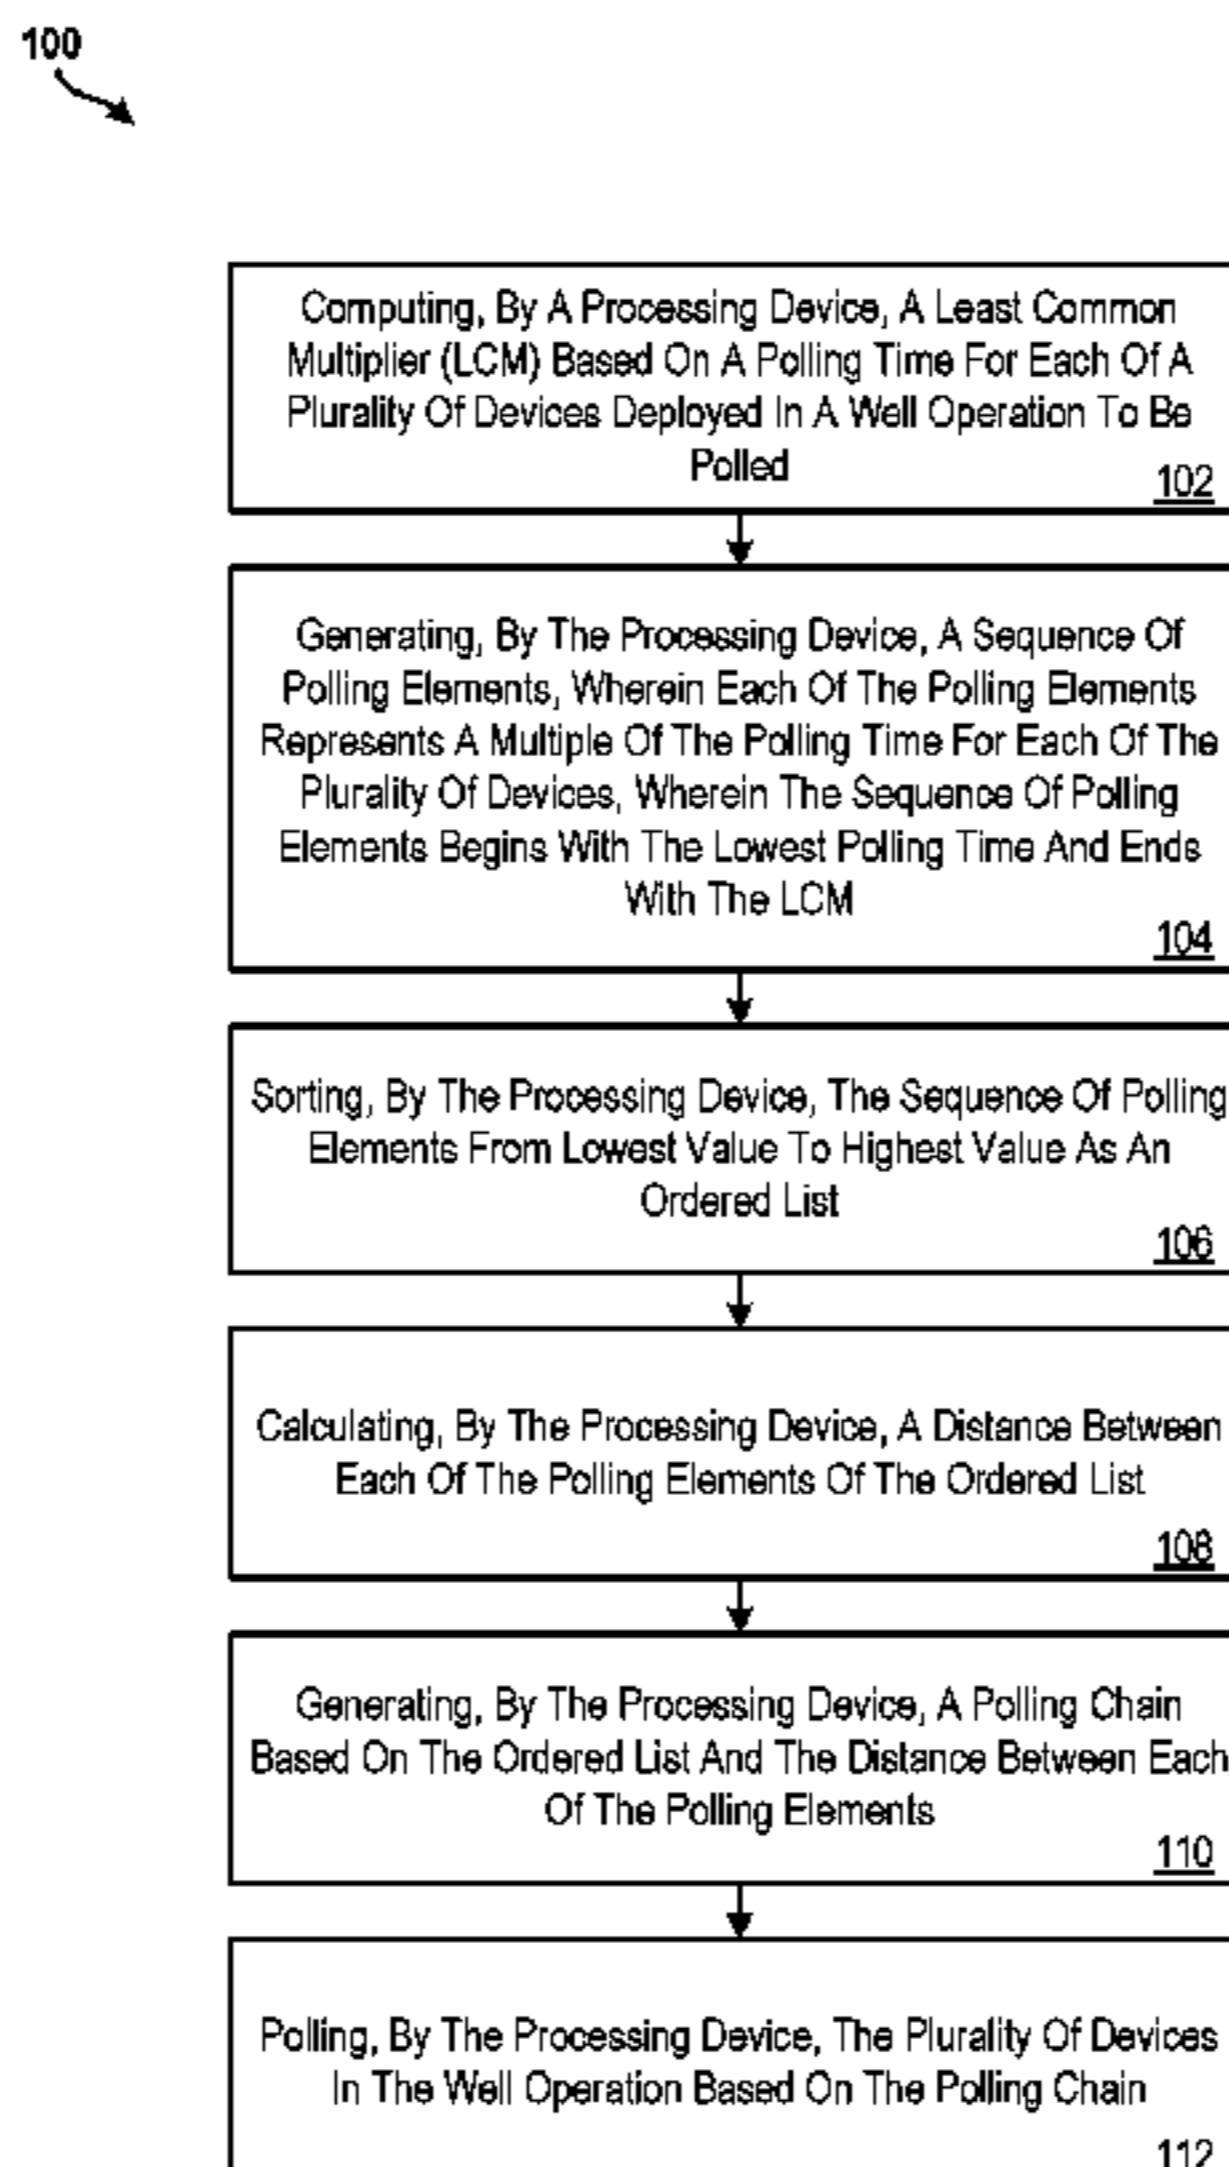 100
Computing, By A Processing Device, A Least Common
Multiplier (LCM) Based On A Polling Time For Each Of A
Plurality Of Devices Deployed In A Well Operation To Be
Polled
102
Generating, By The Processing Device, A Sequence Of
Polling Elements, Wherein Each Of The Polling Elements
Represents A Multiple Of The Polling Time For Each Of The
Plurality Of Devices, Wherein The Sequence Of Polling
Elements Begins With The Lowest Polling Time And Ends
With The LCM
104
Sorting, By The Processing Device, The Sequence Of Polling
Elements From Lowest Value To Highest Value As An
Ordered List
106
Calculating, By The Processing Device, A Distance Between
Each Of The Polling Elements Of The Ordered List
108
Generating, By The Processing Device, A Polling Chain
Based On The Ordered List And The Distance Between Each
Of The Polling Elements
110
Polling, By The Processing Device, The Plurality Of Devices
In The Well Operation Based On The Polling Chain
112